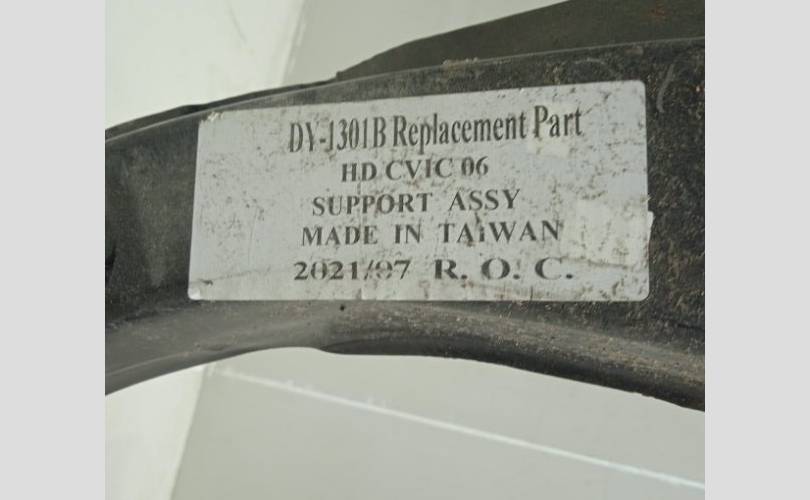 DY-1301B Replacement Part
HD CVIC 06
SUPPORT ASSY
MADE IN TAiWAN
2021/07 R. O. C.